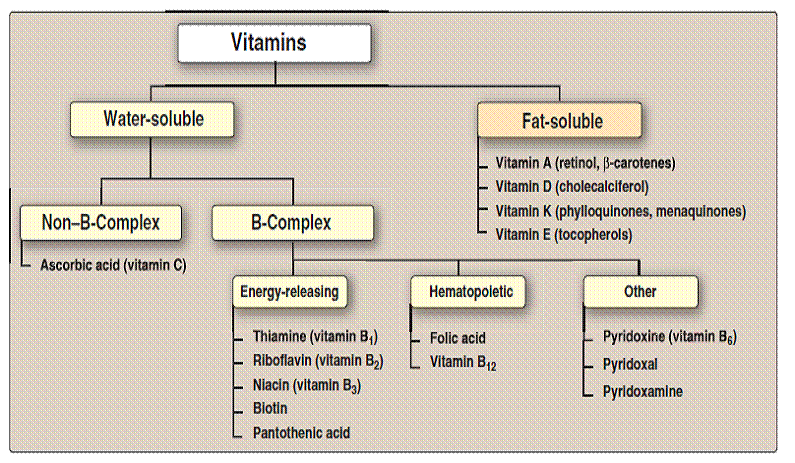 Vitamins
Water-soluble
Fat-soluble
Vitamin A (retinol, β-carotenes)
Vitamin D (cholecalciferol)
Vitamin K (phylloquinones, menaquinones)
Vitamin E (tocopherols)
Non–B-Complex
B-Complex
Ascorbic acid (vitamin C)
Energy-releasing
Hematopoletic
Other
Thiamine (vitamin B₁)
Riboflavin (vitamin B₂)
Niacin (vitamin B₃)
Biotin
Pantothenic acid
Folic acid
Vitamin B₁₂
Pyridoxine (vitamin B₆)
Pyridoxal
Pyridoxamine